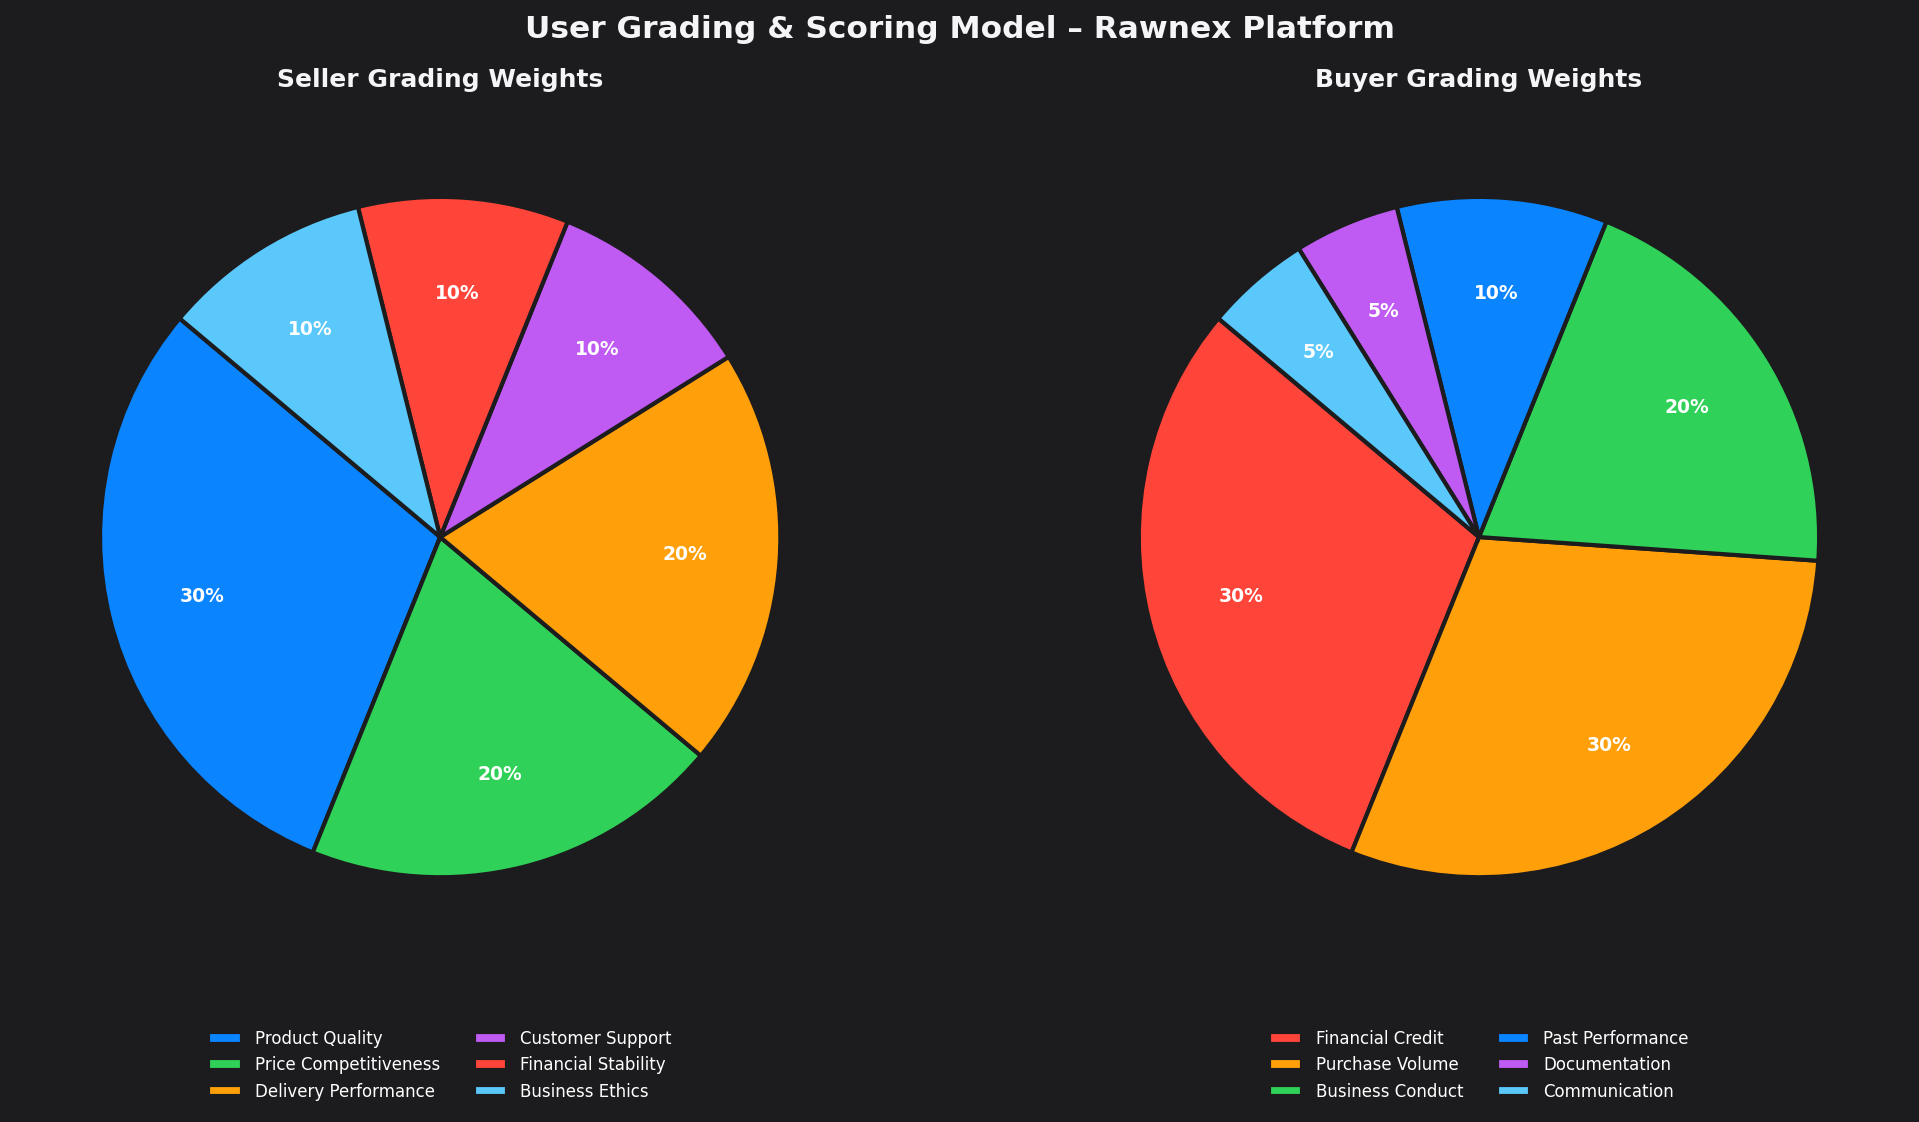 User Grading & Scoring Model – Rawnex Platform
Seller Grading Weights
10%
10%
10%
20%
30%
20%
Product Quality
Price Competitiveness
Delivery Performance
Customer Support
Financial Stability
Business Ethics
Buyer Grading Weights
10%
5%
5%
20%
30%
30%
Financial Credit
Purchase Volume
Business Conduct
Past Performance
Documentation
Communication